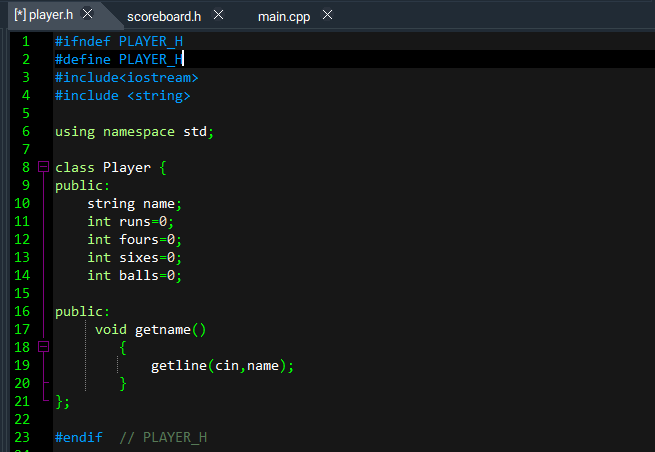 [*] player.h scoreboard.h main.cpp
1 #ifndef PLAYER_H
2 #define PLAYER_H
3 #include<iostream>
4 #include <string>
5
6 using namespace std;
7
8 class Player {
9 public:
10 string name;
11 int runs=0;
12 int fours=0;
13 int sixes=0;
14 int balls=0;
15
16 public:
17 void getname()
18 {
19 getline(cin,name);
20 }
21 };
22
23 #endif // PLAYER_H